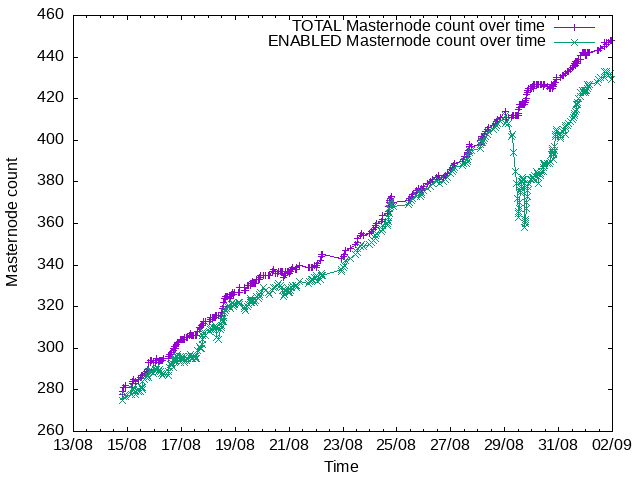 TOTAL Masternode count over time
ENABLED Masternode count over time
460
440
420
400
380
360
340
320
300
280
260
Masternode count
13/08 15/08 17/08 19/08 21/08 23/08 25/08 27/08 29/08 31/08 02/09
Time